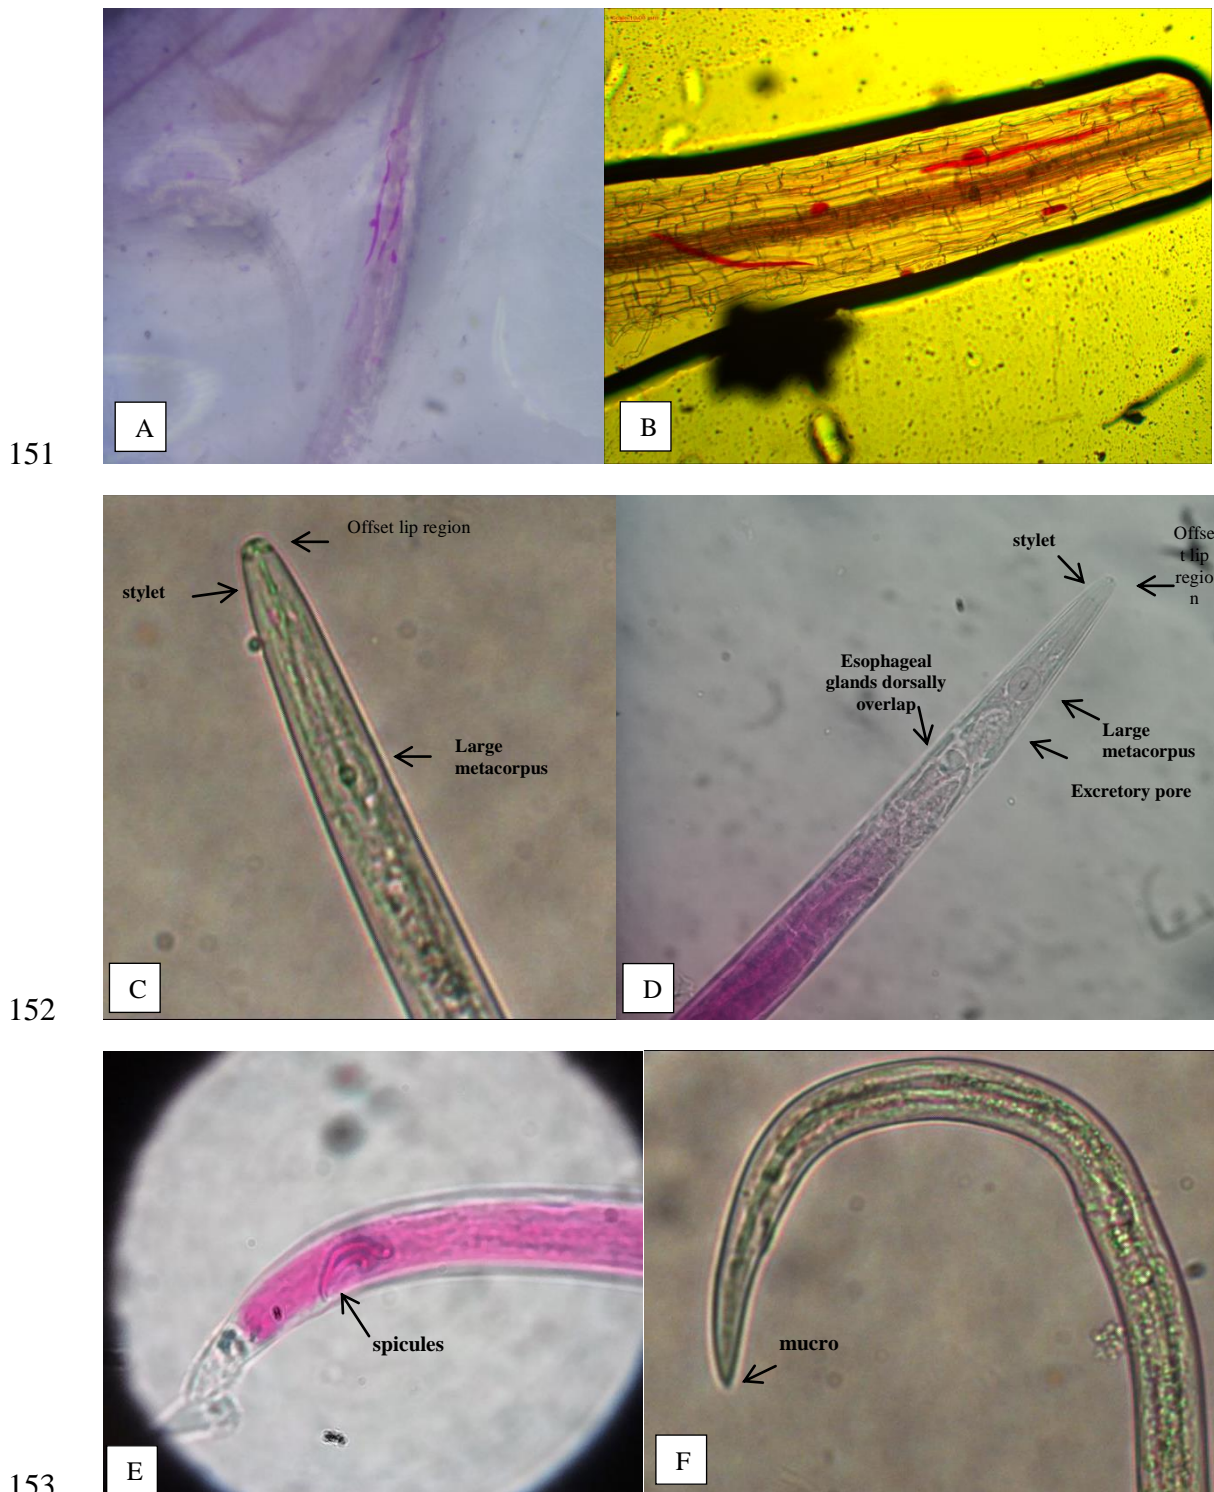 A
B
151
Offset lip region
stylet
Large
metacorpus
C
stylet
Offse
t lip
regio
n
Esophageal
glands dorsally
overlap
Large
metacorpus
Excretory pore
D
152
spicules
E
mucro
F
153